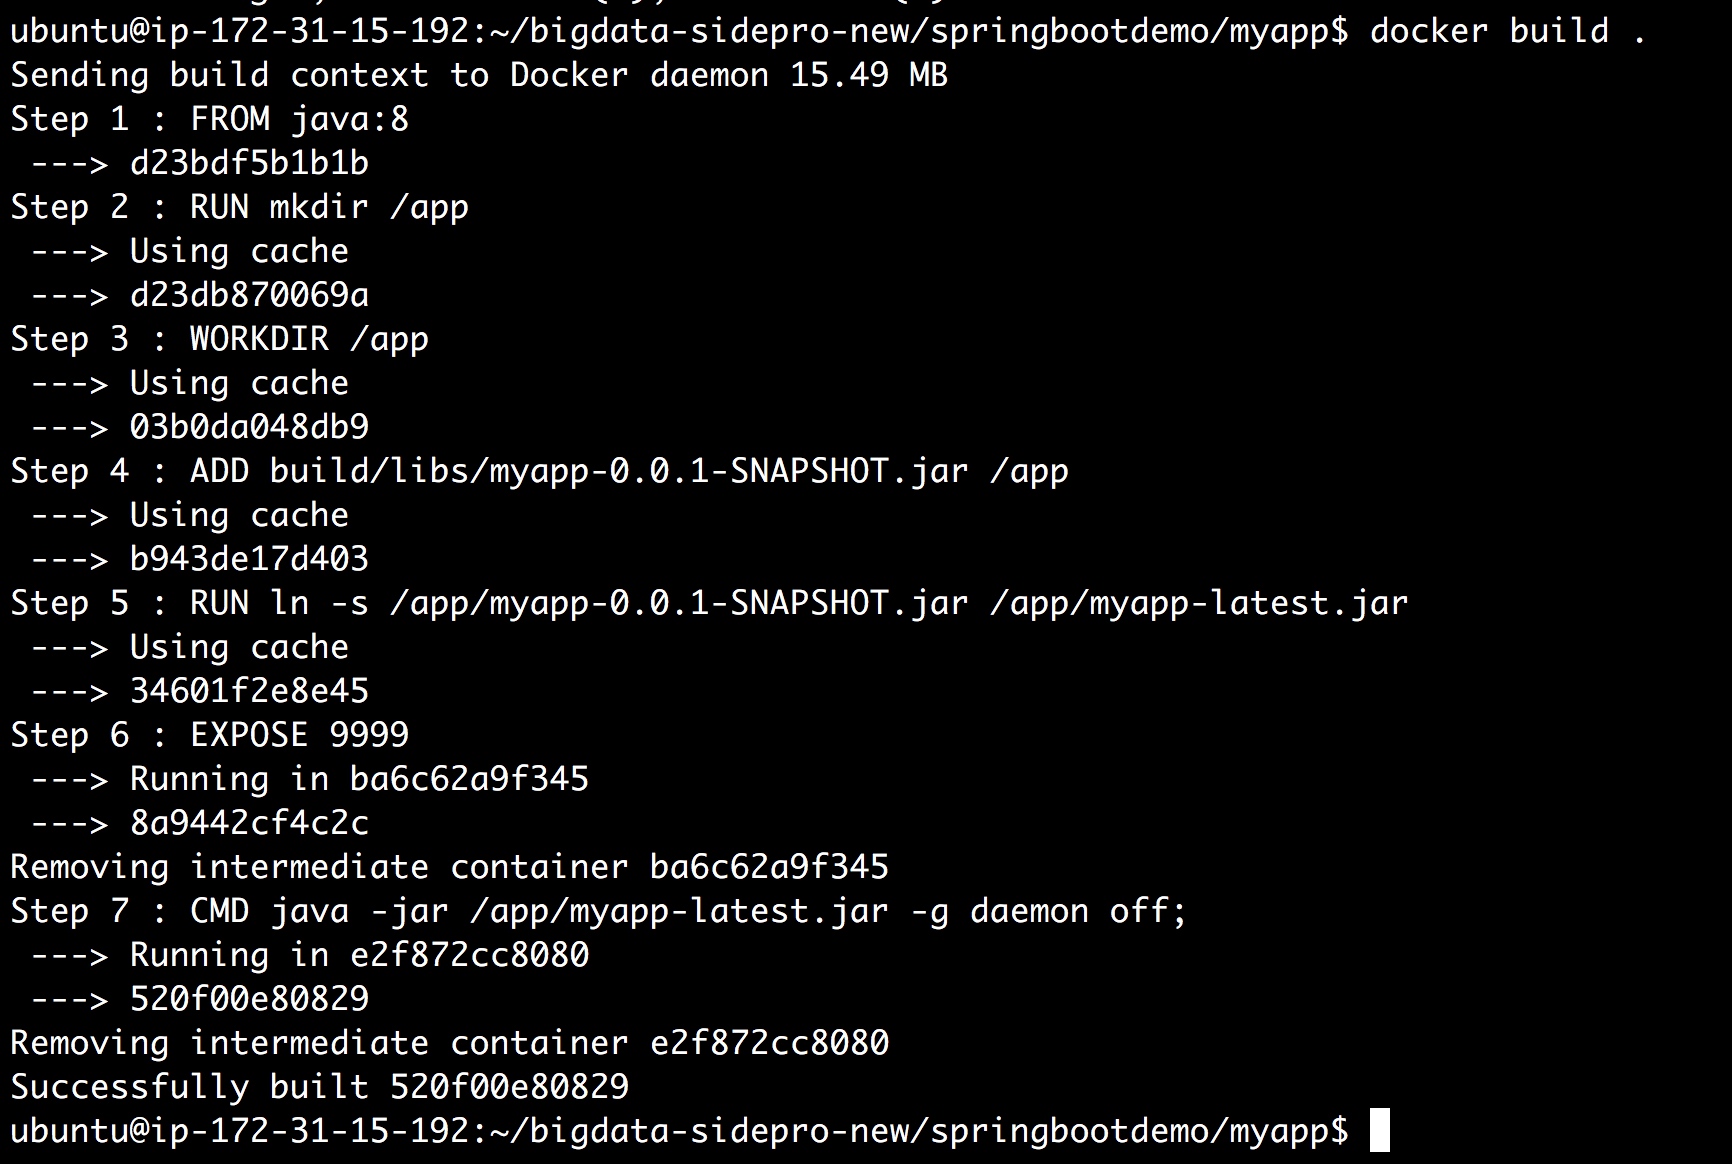 ubuntu@ip-172-31-15-192:~/bigdata-sidepro-new/springbootdemo/myapp$ docker build .
Sending build context to Docker daemon 15.49 MB
Step 1 : FROM java:8
 ---> d23bdf5b1b1b
Step 2 : RUN mkdir /app
 ---> Using cache
 ---> d23db870069a
Step 3 : WORKDIR /app
 ---> Using cache
 ---> 03b0da048db9
Step 4 : ADD build/libs/myapp-0.0.1-SNAPSHOT.jar /app
 ---> Using cache
 ---> b943de17d403
Step 5 : RUN ln -s /app/myapp-0.0.1-SNAPSHOT.jar /app/myapp-latest.jar
 ---> Using cache
 ---> 34601f2e8e45
Step 6 : EXPOSE 9999
 ---> Running in ba6c62a9f345
 ---> 8a9442cf4c2c
Removing intermediate container ba6c62a9f345
Step 7 : CMD java -jar /app/myapp-latest.jar -g daemon off;
 ---> Running in e2f872cc8080
 ---> 520f00e80829
Removing intermediate container e2f872cc8080
Successfully built 520f00e80829
ubuntu@ip-172-31-15-192:~/bigdata-sidepro-new/springbootdemo/myapp$